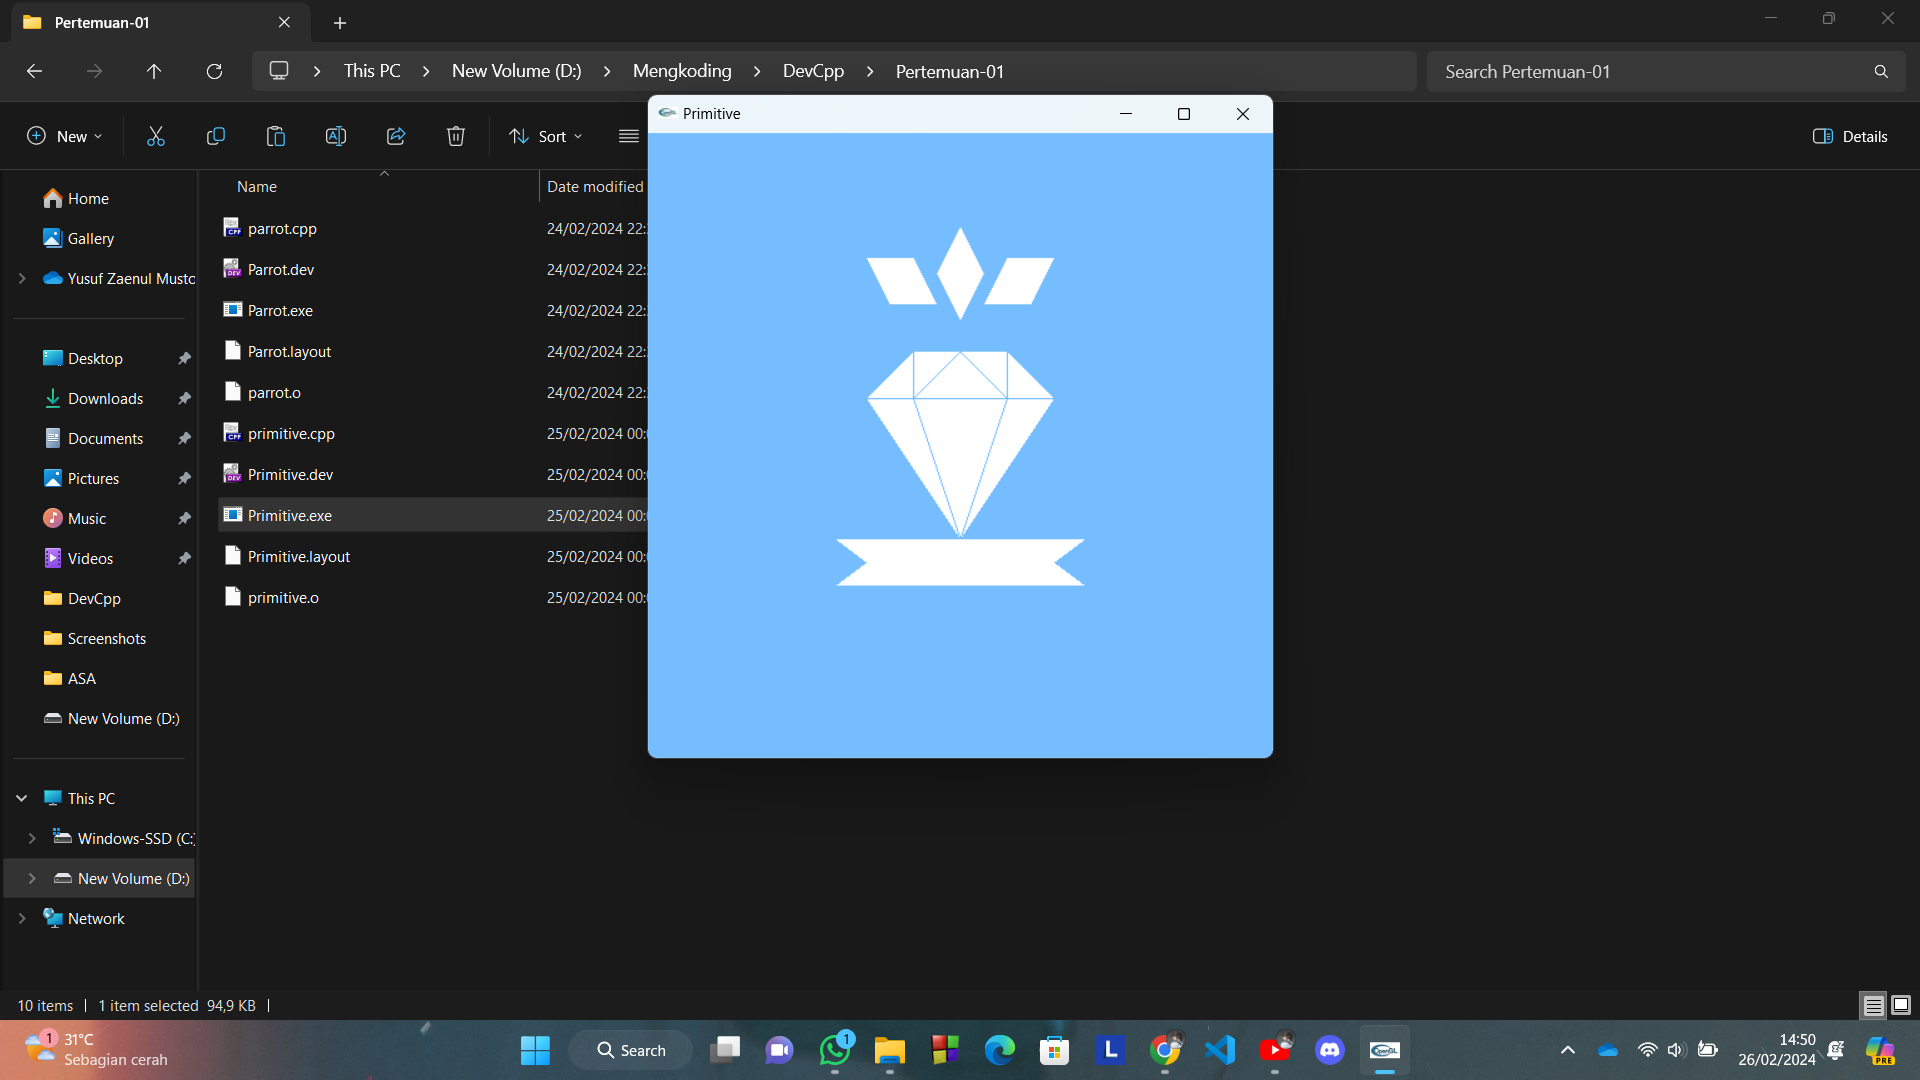 Pertemuan-01
This PC > New Volume (D:) > Mengkoding > DevCpp > Pertemuan-01
Search Pertemuan-01
New
Sort
Details
Primitive
Home
Gallery
Yusuf Zaenul Musto
Desktop
Downloads
Documents
Pictures
Music
Videos
DevCpp
Screenshots
ASA
New Volume (D:)
This PC
Windows-SSD (C:)
New Volume (D:)
Network
Name Date modified
parrot.cpp 24/02/2024 22:
Parrot.dev 24/02/2024 22:
Parrot.exe 24/02/2024 22:
Parrot.layout 24/02/2024 22:
parrot.o 24/02/2024 22:
primitive.cpp 25/02/2024 00:
Primitive.dev 25/02/2024 00:
Primitive.exe 25/02/2024 00:
Primitive.layout 25/02/2024 00:
primitive.o 25/02/2024 00:
10 items | 1 item selected 94,9 KB |
1
31°C
Sebagian cerah
Search
1
L
OpenGL
14:50
26/02/2024
PRE